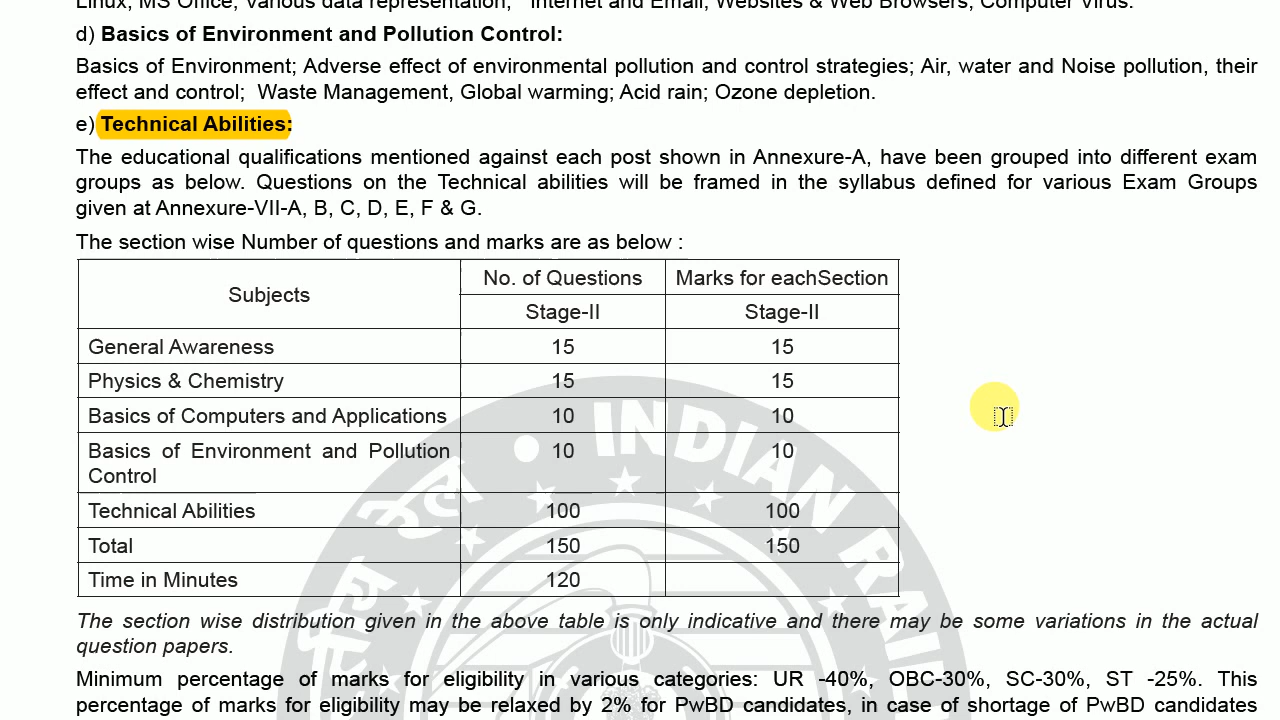 Linux, MS Office, Various data representation; Internet and Email, Websites & Web Browsers, Computer Virus.
d) Basics of Environment and Pollution Control:
Basics of Environment; Adverse effect of environmental pollution and control strategies; Air, water and Noise pollution, their
effect and control; Waste Management, Global warming; Acid rain; Ozone depletion.
e) Technical Abilities:
The educational qualifications mentioned against each post shown in Annexure-A, have been grouped into different exam
groups as below. Questions on the Technical abilities will be framed in the syllabus defined for various Exam Groups
given at Annexure-VII-A, B, C, D, E, F & G.
The section wise Number of questions and marks are as below :
Subjects
No. of Questions Marks for eachSection
Stage-II Stage-II
General Awareness 15 15
Physics & Chemistry 15 15
Basics of Computers and Applications 10 10
Basics of Environment and Pollution 10 10
Control
Technical Abilities 100 100
Total 150 150
Time in Minutes 120
The section wise distribution given in the above table is only indicative and there may be some variations in the actual
question papers.
Minimum percentage of marks for eligibility in various categories: UR -40%, OBC-30%, SC-30%, ST -25%. This
percentage of marks for eligibility may be relaxed by 2% for PwBD candidates, in case of shortage of PwBD candidates
INDIAN RAIL